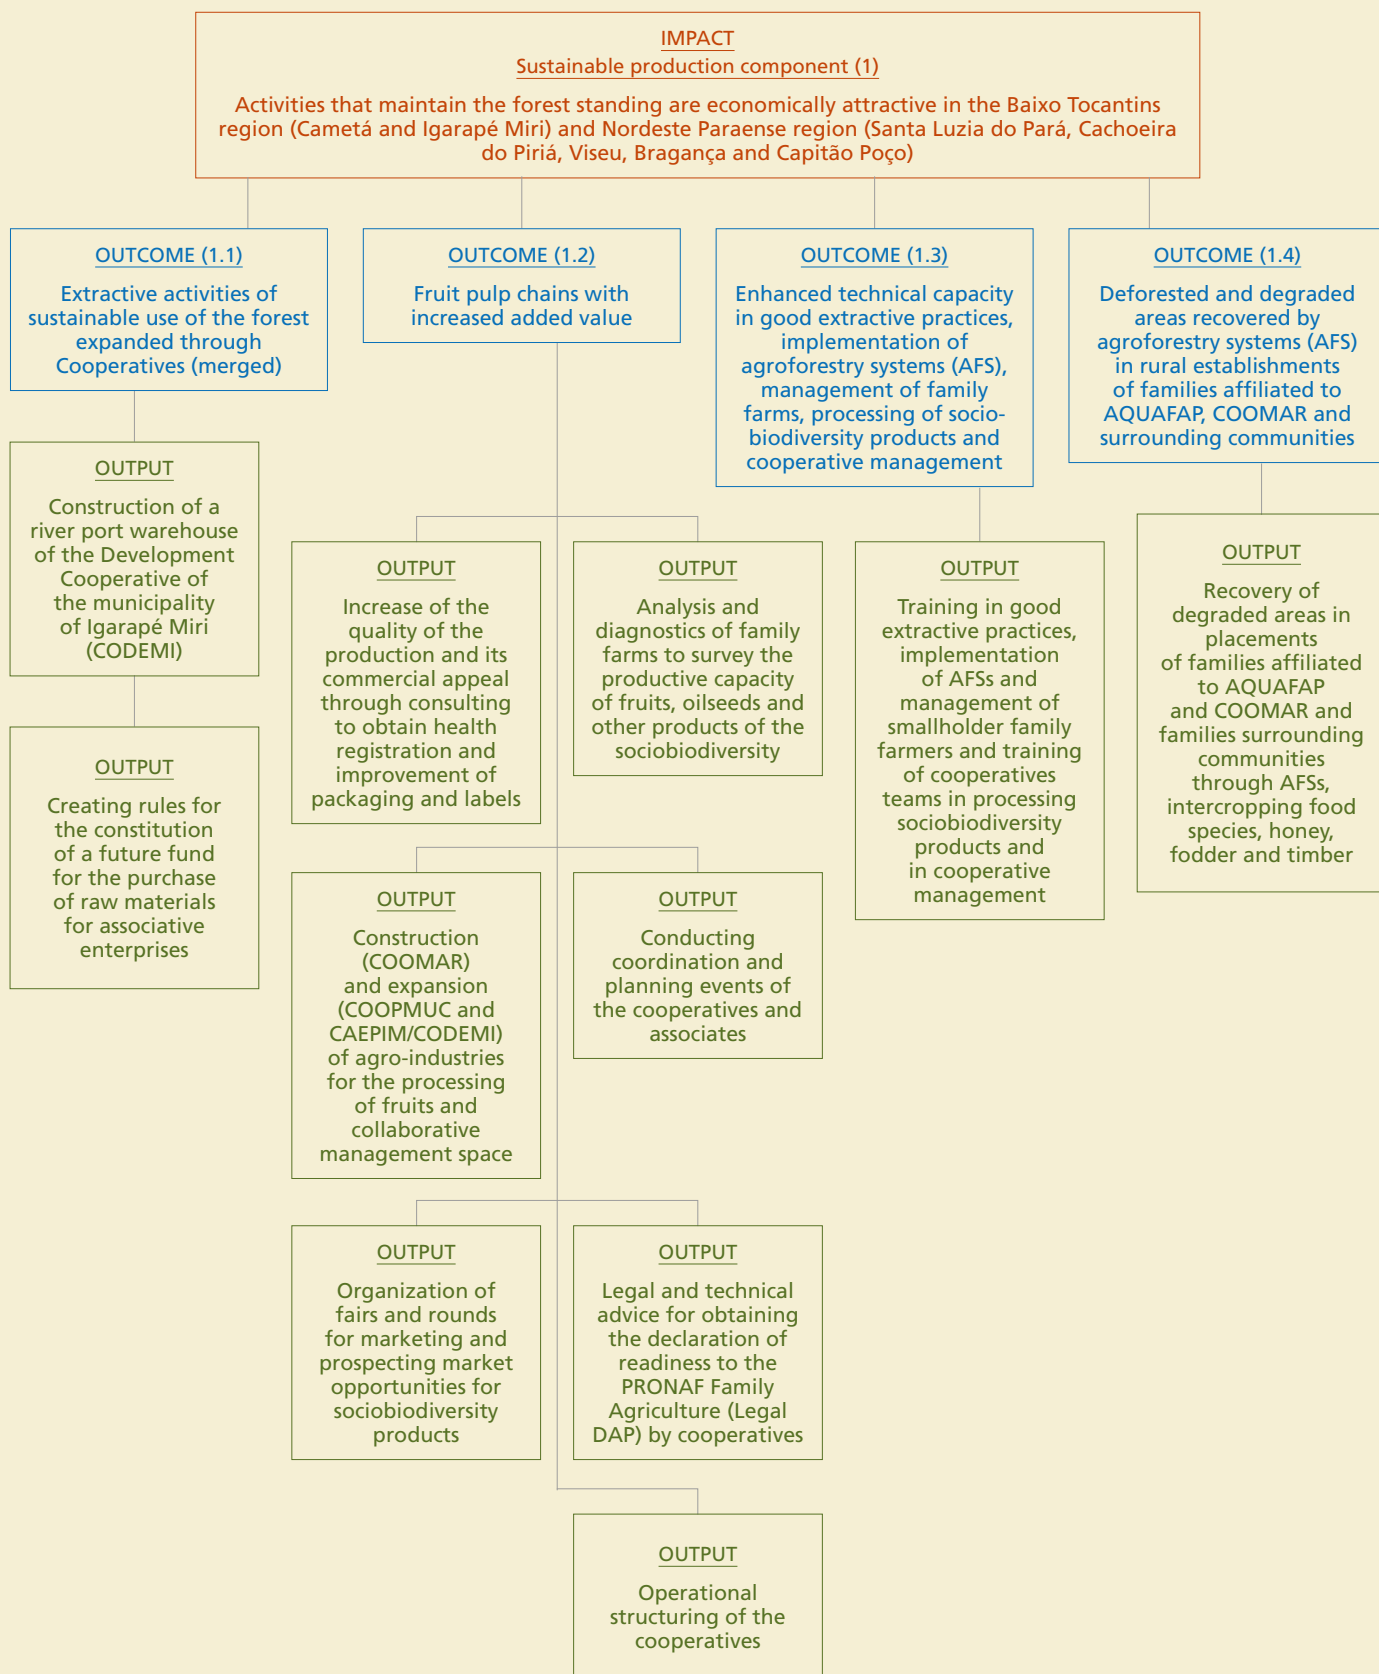 IMPACT
Sustainable production component (1)
Activities that maintain the forest standing are economically attractive in the Baixo Tocantins
region (Cametá and Igarapé Miri) and Nordeste Paraense region (Santa Luzia do Pará, Cachoeira
do Piriá, Viseu, Bragança and Capitão Poço)
OUTCOME (1.1)
Extractive activities of
sustainable use of the forest
expanded through
Cooperatives (merged)
OUTCOME (1.2)
Fruit pulp chains with
increased added value
OUTCOME (1.3)
Enhanced technical capacity
in good extractive practices,
implementation of
agroforestry systems (AFS),
management of family
farms, processing of socio-
biodiversity products and
cooperative management
OUTCOME (1.4)
Deforested and degraded
areas recovered by
agroforestry systems (AFS)
in rural establishments
of families affiliated to
AQUAFAP, COOMAR and
surrounding communities
OUTPUT
Construction of a
river port warehouse
of the Development
Cooperative of
the municipality
of Igarapé Miri
(CODEMI)
OUTPUT
Creating rules for
the constitution
of a future fund
for the purchase
of raw materials
for associative
enterprises
OUTPUT
Increase of the
quality of the
production and its
commercial appeal
through consulting
to obtain health
registration and
improvement of
packaging and labels
OUTPUT
Analysis and
diagnostics of family
farms to survey the
productive capacity
of fruits, oilseeds and
other products of the
sociobiodiversity
OUTPUT
Construction
(COOMAR)
and expansion
(COOPMUC and
CAEPIM/CODEMI)
of agro-industries
for the processing
of fruits and
collaborative
management space
OUTPUT
Conducting
coordination and
planning events of
the cooperatives and
associates
OUTPUT
Organization of
fairs and rounds
for marketing and
prospecting market
opportunities for
sociobiodiversity
products
OUTPUT
Legal and technical
advice for obtaining
the declaration of
readiness to the
PRONAF Family
Agriculture (Legal
DAP) by cooperatives
OUTPUT
Operational
structuring of the
cooperatives
OUTPUT
Training in good
extractive practices,
implementation
of AFSs and
management of
smallholder family
farmers and training
of cooperatives
teams in processing
sociobiodiversity
products and
in cooperative
management
OUTPUT
Recovery of
degraded areas in
placements
of families affiliated
to AQUAFAP
and COOMAR and
families surrounding
communities
through AFSs,
intercropping food
species, honey,
fodder and timber